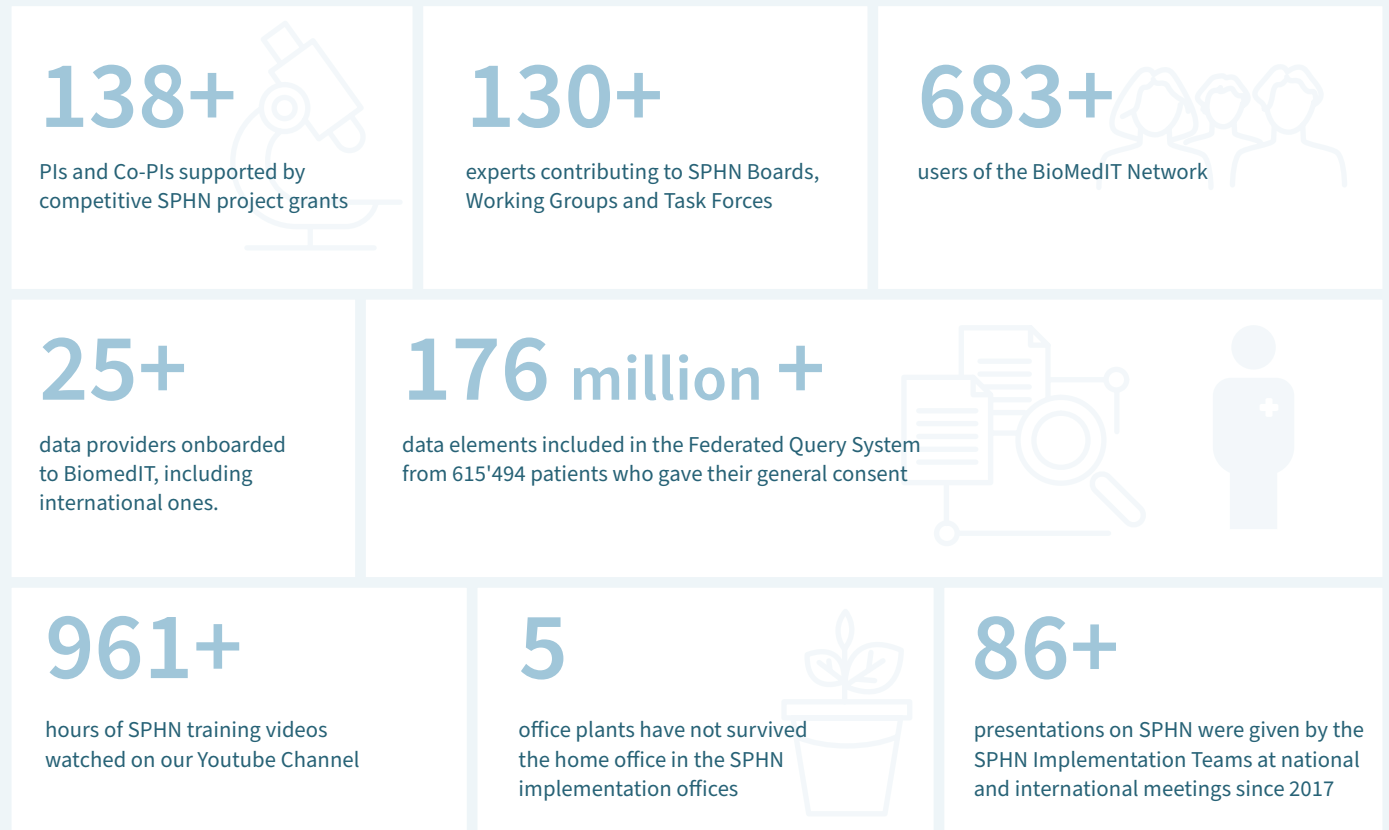 138+
PIs and Co-PIs supported by
competitive SPHN project grants
130+
experts contributing to SPHN Boards,
Working Groups and Task Forces
683+
users of the BioMedIT Network
25+
data providers onboarded
to BiomedIT, including
international ones.
176 million +
data elements included in the Federated Query System
from 615'494 patients who gave their general consent
961+
hours of SPHN training videos
watched on our Youtube Channel
5
office plants have not survived
the home office in the SPHN
implementation offices
86+
presentations on SPHN were given by the
SPHN Implementation Teams at national
and international meetings since 2017